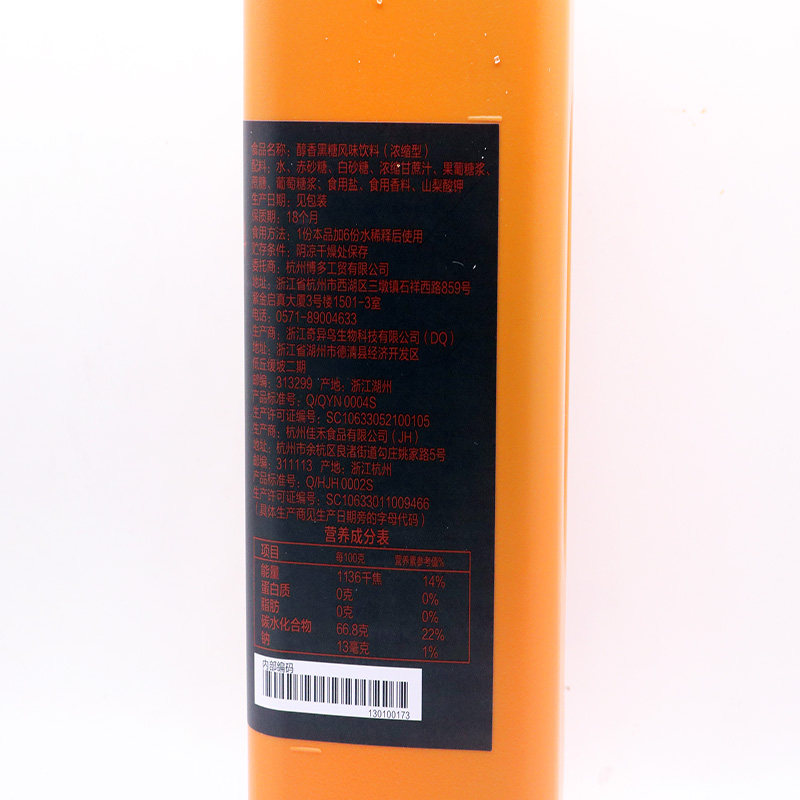 食品名称：醇香黑糖风味饮料（浓缩型）
配料：水、赤砂糖、白砂糖、浓缩甘蔗汁、果葡糖浆、
蔗糖、葡萄糖浆；食用盐、食用香料、山梨酸钾
生产日期：见包装
保质期：18个月
食用方法：1份本品加6份水稀释后使用
贮存条件：阴凉干燥处保存
委托商：杭州博多工贸有限公司
地址：浙江省杭州市西湖区三墩镇石祥西路859号
紫金启真大厦3号楼1501-3室
电话：0571-89004633
生产商：浙江奇异鸟生物科技有限公司（DQ）
地址：浙江省湖州市德清县经济开发区
丘缓坡二期
邮编：313299 产地：浙江湖州
产品标准号：Q/QYN 0004S
生产许可证编号：SC10633052100105
生产商：杭州佳禾食品有限公司（JH）
地址：杭州市余杭区良渚街道勾庄姚家路5号
邮编：311113 产地：浙江杭州
产品标准号：Q/HJH 0002S
生产许可证编号：SC10633011009466
（具体生产商见生产日期旁的字母代码）
营养成分表
项目 每100克 营养素参考值%
能量 1136千焦 14%
蛋白质 0克 0%
脂肪 0克 0%
碳水化合物 66.8克 22%
钠 13毫克 1%
内部编码
130100173